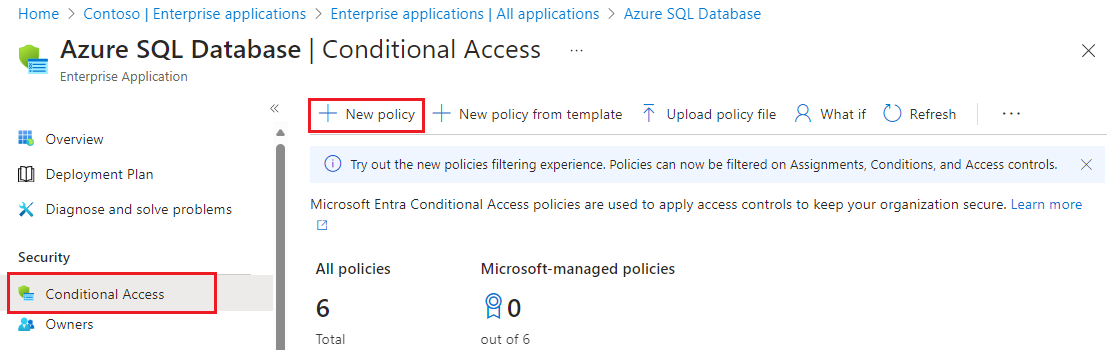 Home > Contoso | Enterprise applications > Enterprise applications | All applications > Azure SQL Database
Azure SQL Database | Conditional Access ...
Enterprise Application
Overview
Deployment Plan
Diagnose and solve problems
Security
Conditional Access
Owners
New policy New policy from template Upload policy file What if Refresh ...
Try out the new policies filtering experience. Policies can now be filtered on Assignments, Conditions, and Access controls.
Microsoft Entra Conditional Access policies are used to apply access controls to keep your organization secure. Learn more
All policies Microsoft-managed policies
6 0
Total out of 6